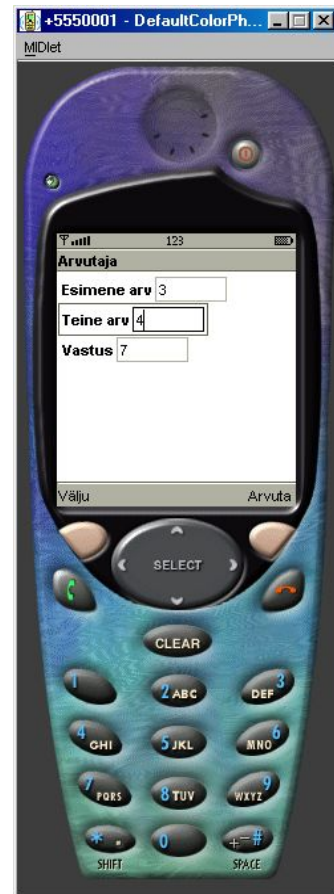 +5550001 - DefaultColorPh...
MIDlet
123
Arvutaja
Esimene arv 3
Teine arv 4
Vastus 7
Välju Arvuta
SELECT
CLEAR
1 2 ABC DEF 3
4 GHI 5 JKL MNO 6
7 PQRS 8 TUV WXYZ 9
* . 0 +-#
SHIFT SPACE